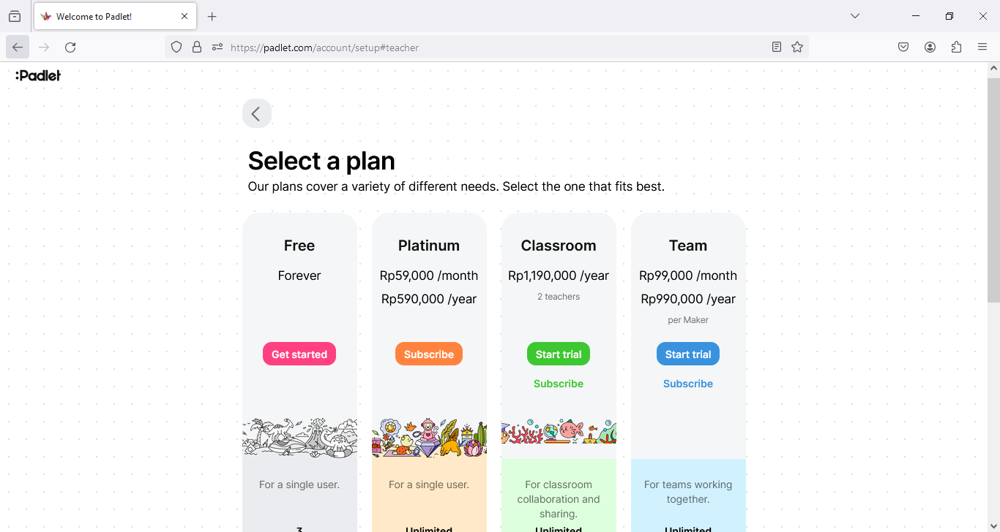 Welcome to Padlet!
https://padlet.com/account/setup#teacher
:Padlet
Select a plan
Our plans cover a variety of different needs. Select the one that fits best.
Free
Forever
Get started
For a single user.
3
Platinum
Rp59,000 /month
Rp590,000 /year
Subscribe
For a single user.
Unlimited
Classroom
Rp1,190,000 /year
2 teachers
Start trial
Subscribe
For classroom
collaboration and
sharing.
Unlimited
Team
Rp99,000 /month
Rp990,000 /year
per Maker
Start trial
Subscribe
For teams working
together.
Unlimited